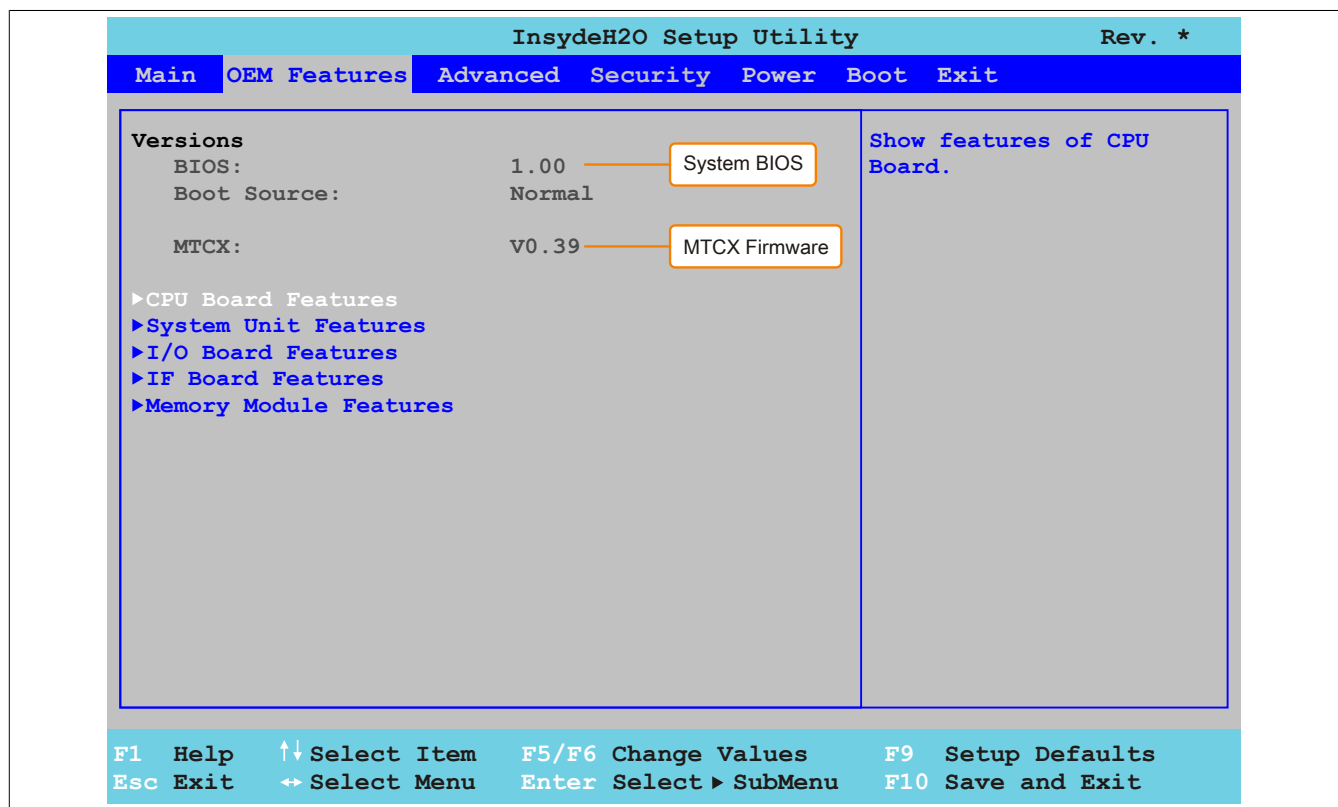 InsydeH2O Setup Utility Rev. *
Main OEM Features Advanced Security Power Boot Exit
Versions
BIOS: 1.00 System BIOS
Boot Source: Normal
MTCX: V0.39 MTCX Firmware
▶CPU Board Features
▶System Unit Features
▶I/O Board Features
▶IF Board Features
▶Memory Module Features
Show features of CPU
Board.
F1 Help ↑↓ Select Item F5/F6 Change Values F9 Setup Defaults
Esc Exit ↔ Select Menu Enter Select ▶ SubMenu F10 Save and Exit